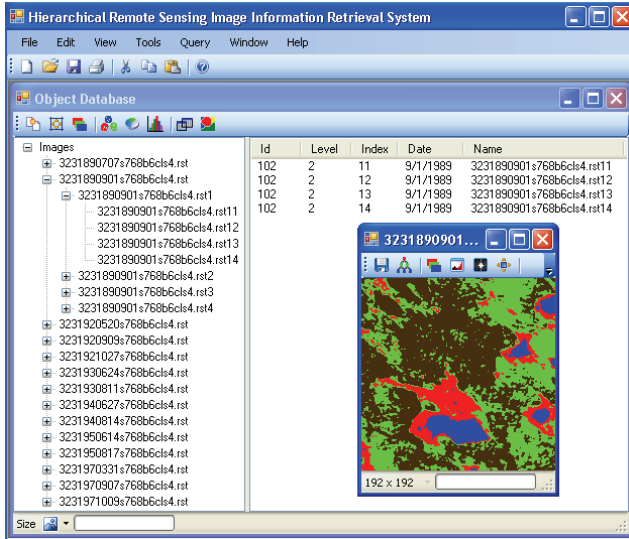 Hierarchical Remote Sensing Image Information Retrieval System
File Edit View Tools Query Window Help
Object Database
Images
3231890707s768b6cls4.rst
3231890901s768b6cls4.rst
3231890901s768b6cls4.rst1
3231890901s768b6cls4.rst11
3231890901s768b6cls4.rst12
3231890901s768b6cls4.rst13
3231890901s768b6cls4.rst14
3231890901s768b6cls4.rst2
3231890901s768b6cls4.rst3
3231890901s768b6cls4.rst4
3231920520s768b6cls4.rst
3231920909s768b6cls4.rst
3231921027s768b6cls4.rst
3231930624s768b6cls4.rst
3231930811s768b6cls4.rst
3231940627s768b6cls4.rst
3231940814s768b6cls4.rst
3231950614s768b6cls4.rst
3231950817s768b6cls4.rst
3231970331s768b6cls4.rst
3231970907s768b6cls4.rst
3231971009s768b6cls4.rst
Id Level Index Date Name
102 2 11 9/1/1989 3231890901s768b6cls4.rst11
102 2 12 9/1/1989 3231890901s768b6cls4.rst12
102 2 13 9/1/1989 3231890901s768b6cls4.rst13
102 2 14 9/1/1989 3231890901s768b6cls4.rst14
3231890901...
192 x 192
Size